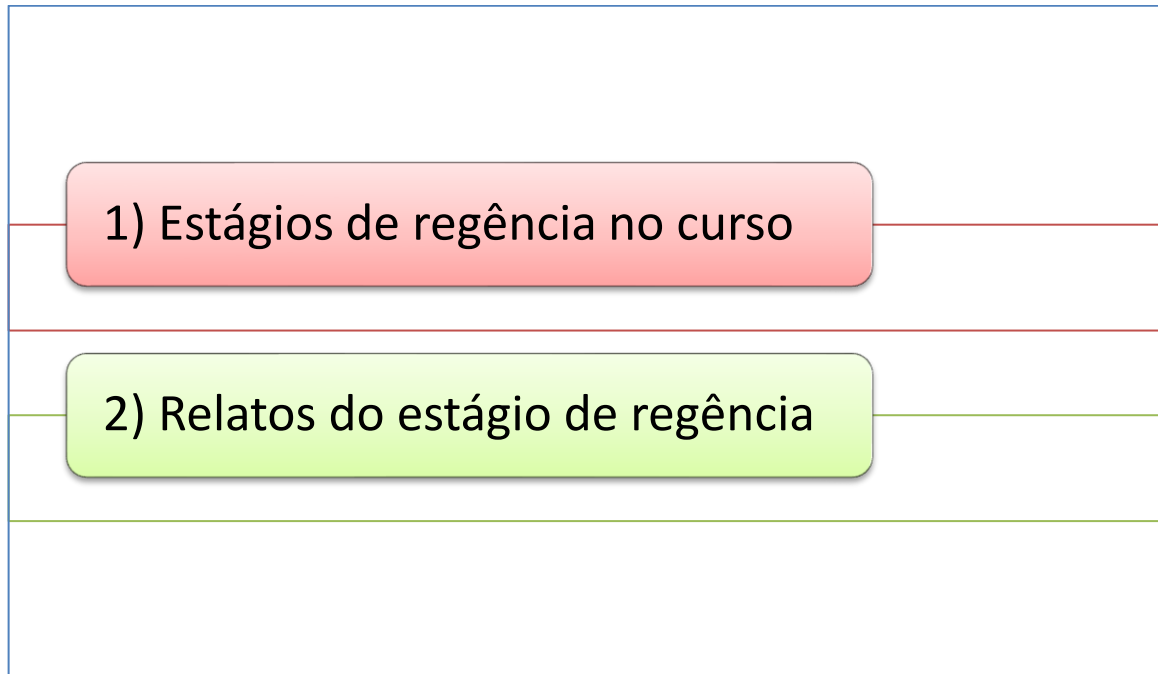 1) Estágios de regência no curso
2) Relatos do estágio de regência